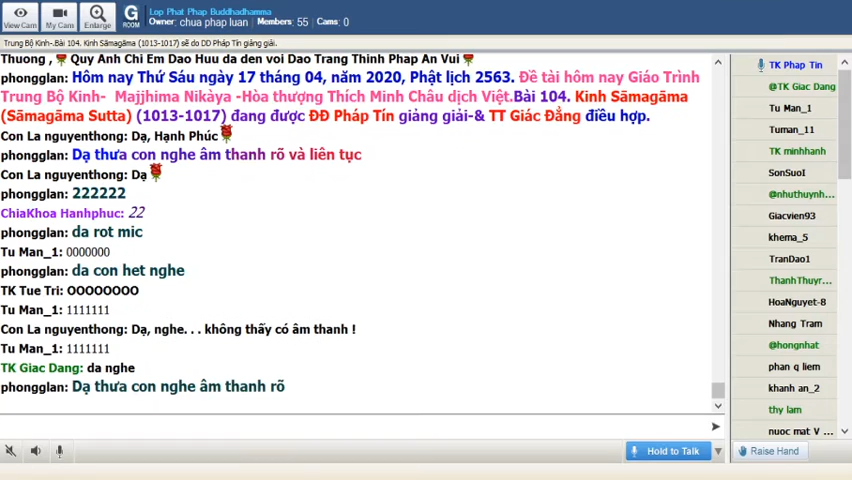 View Cam
My Cam
Enlarge
G
ROOM
Lop Phat Phap Buddhadhamma
Owner: chua phap luan / Members: 55 / Cams: 0
Trung Bộ Kinh-.Bài 104. Kinh Sāmagāma (1013-1017) sẽ do DD Pháp Tín giảng giải.
Thuong , Quy Anh Chi Em Dao Huu da den voi Dao Trang Thinh Phap An Vui
phongglan: Hôm nay Thứ Sáu ngày 17 tháng 04, năm 2020, Phật lịch 2563. Đề tài hôm nay Giáo Trình
Trung Bộ Kinh- Majjhima Nikàya -Hòa thượng Thích Minh Châu dịch Việt.Bài 104. Kinh Sāmagāma
(Sāmagāma Sutta) (1013-1017) đang được ĐĐ Pháp Tín giảng giải-& TT Giác Đẳng điều hợp.
Con La nguyenthong: Dạ, Hạnh Phúc
phongglan: Dạ thưa con nghe âm thanh rõ và liên tục
Con La nguyenthong: Dạ
phongglan: 222222
ChiaKhoa Hanhphuc: 22
phongglan: da rot mic
Tu Man_1: 0000000
phongglan: da con het nghe
TK Tue Tri: OOOOOOOO
Tu Man_1: 1111111
Con La nguyenthong: Dạ, nghe. . . không thấy có âm thanh !
Tu Man_1: 1111111
TK Giac Dang: da nghe
phongglan: Dạ thưa con nghe âm thanh rõ
Hold to Talk
TK Phap Tin
@TK Giac Dang
Tu Man_1
Tuman_11
TK minhhanh
SonSuoI
@nhuthuynh...
Giacvien93
khema_5
TranDao1
ThanhThuyr...
HoaNguyet-8
Nhang Tram
@hongnhat
phan q liem
khanh an_2
thy lam
nuoc mat V ...
Raise Hand